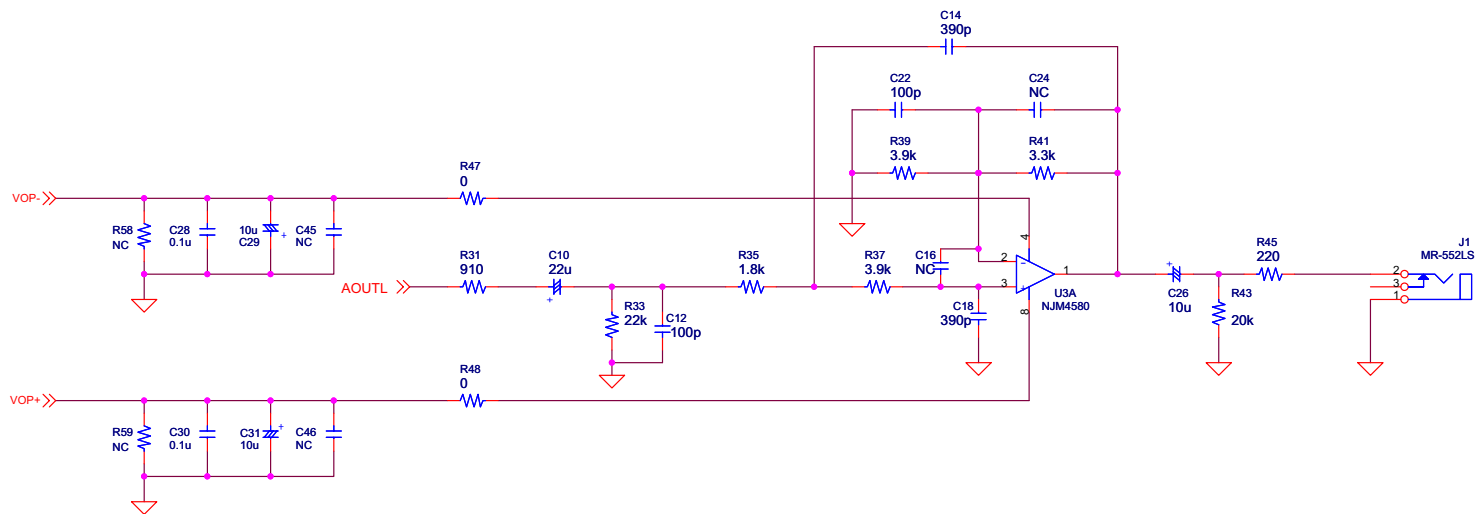 C14
390p
C22
100p
C24
NC
R39
3.9k
R41
3.3k
R47
0
VOP-
R58
NC
C28
0.1u
10u
C29
+
C45
NC
4
R31
910
C10
22u
+
R35
1.8k
R37
3.9k
C16
NC
2
3
-
+
1
8
U3A
NJM4580
AOUTL
R33
22k
C12
100p
C18
390p
+
C26
10u
R45
220
R43
20k
J1
MR-552LS
2
3
1
R48
0
VOP+
R59
NC
C30
0.1u
C31
10u
+
C46
NC